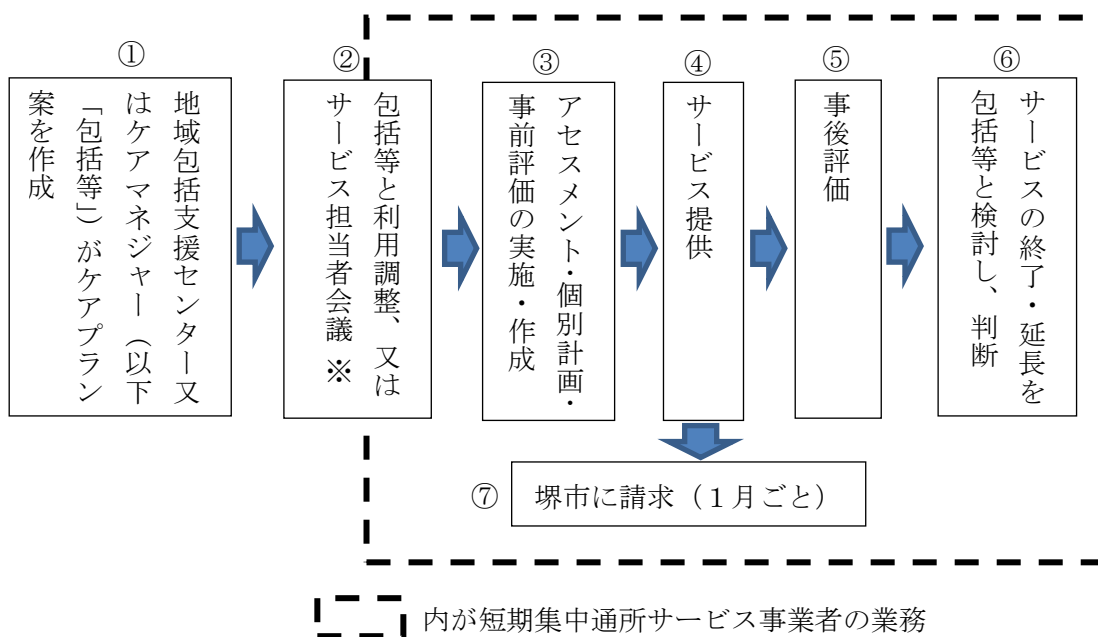 ①
地域包括支援センター又
はケアマネジャー（以下
「包括等」）がケアプラン
案を作成
②
包括等と利用調整、又は
サービス担当者会議※
③
アセスメント・個別計画・
事前評価の実施・作成
④
サービス提供
⑤
事後評価
⑥
サービスの終了・延長を
包括等と検討し、判断
⑦
堺市に請求（１月ごと）
内が短期集中通所サービス事業者の業務